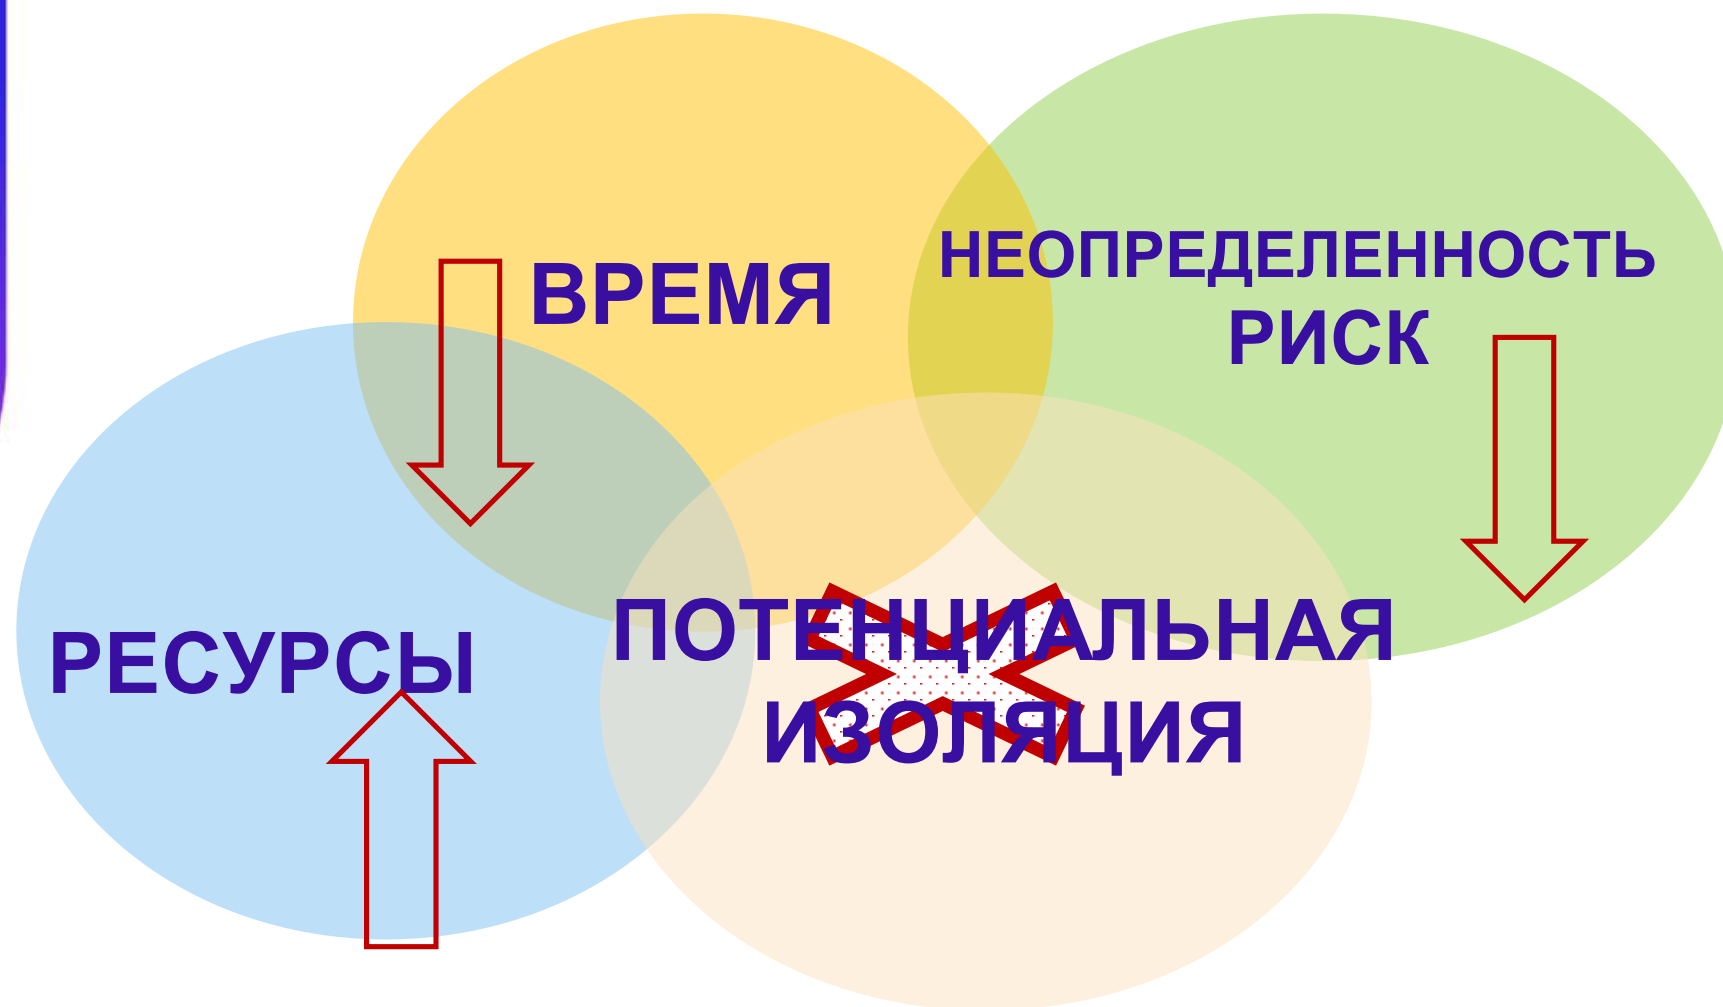 ВРЕМЯ
НЕОПРЕДЕЛЕННОСТЬ
РИСК
РЕСУРСЫ
ПОТЕНЦИАЛЬНАЯ
ИЗОЛЯЦИЯ